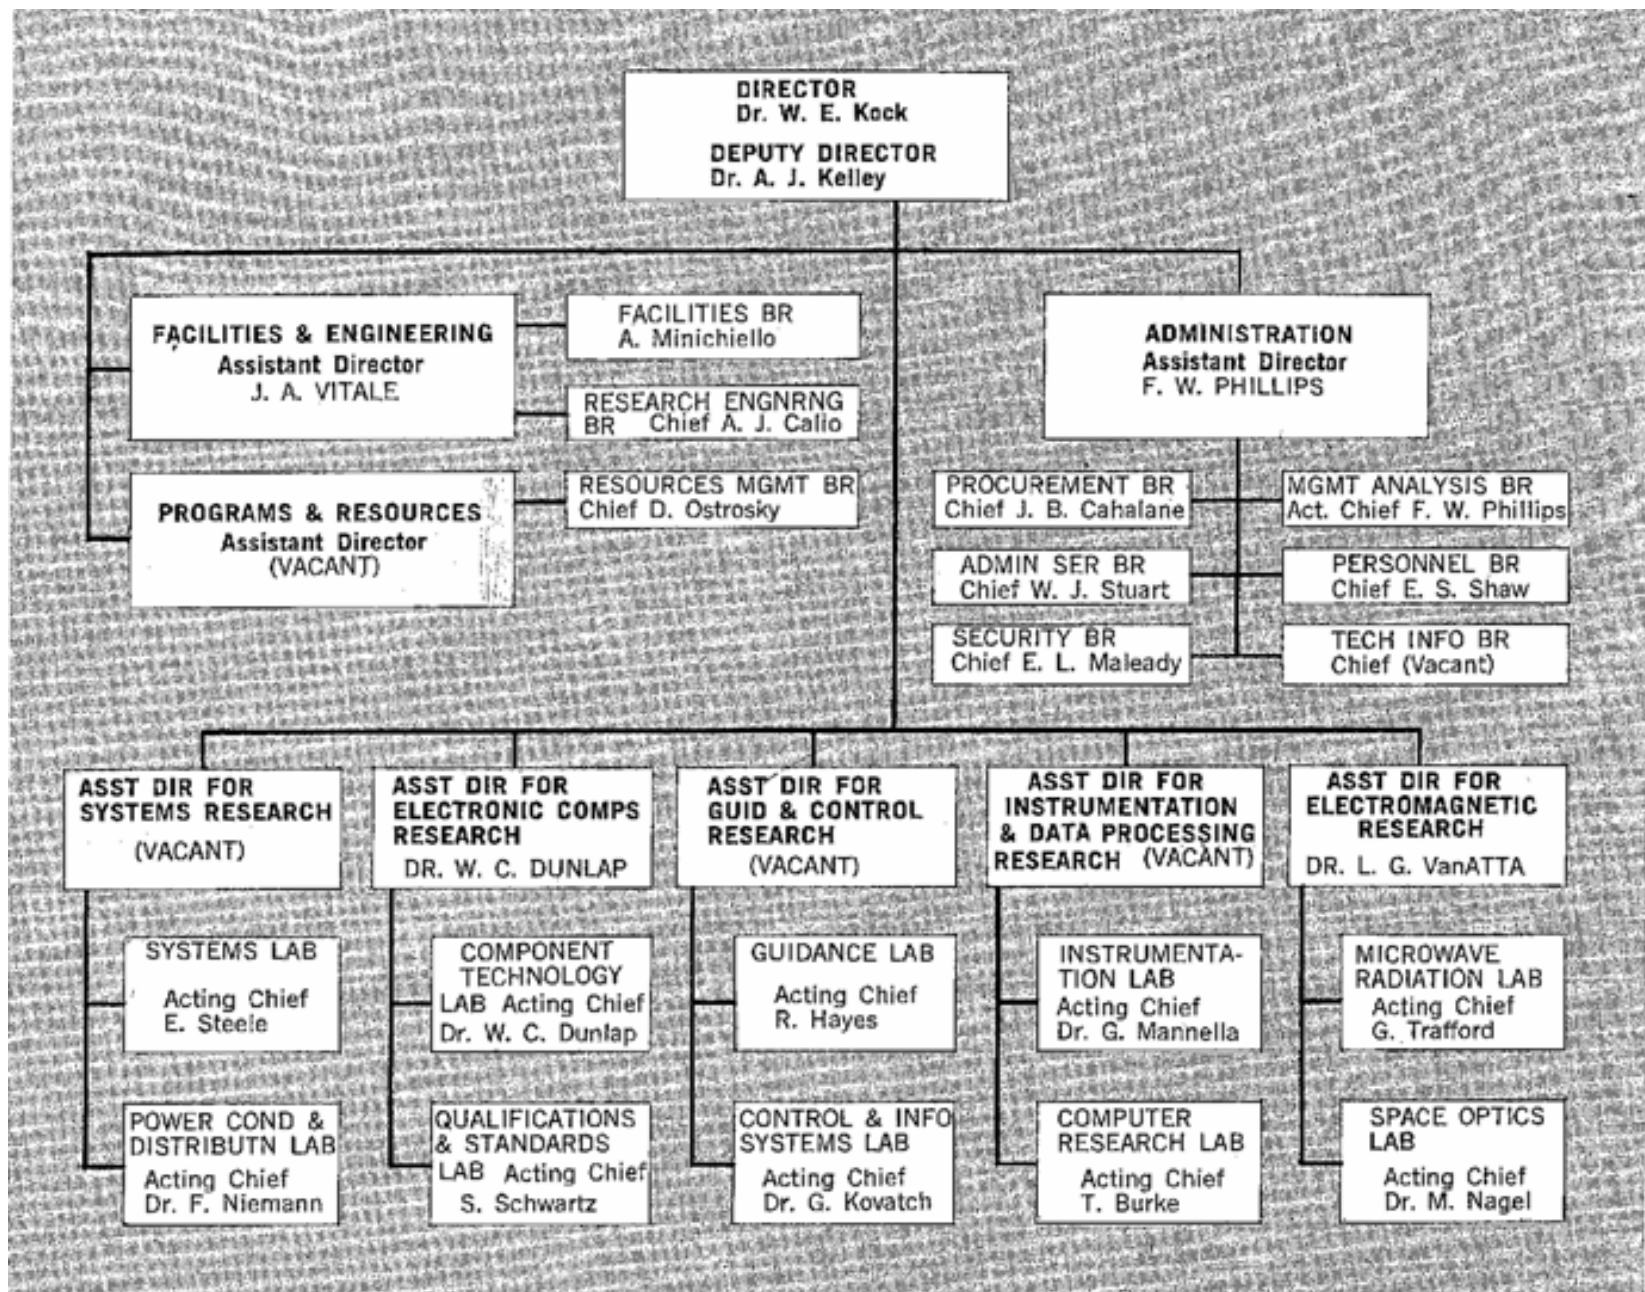 DIRECTOR
Dr. W. E. Kock
DEPUTY DIRECTOR
Dr. A. J. Kelley
FACILITIES & ENGINEERING
Assistant Director
J. A. VITALE
FACILITIES BR
A. Minichiello
RESEARCH ENGNRNG
BR Chief A. J. Calio
PROGRAMS & RESOURCES
Assistant Director
(VACANT)
RESOURCES MGMT BR
Chief D. Ostrosky
ADMINISTRATION
Assistant Director
F. W. PHILLIPS
PROCUREMENT BR
Chief J. B. Cahalane
MGMT ANALYSIS BR
Act. Chief F. W. Phillips
ADMIN SER BR
Chief W. J. Stuart
PERSONNEL BR
Chief E. S. Shaw
SECURITY BR
Chief E. L. Maleady
TECH INFO BR
Chief (Vacant)
ASST DIR FOR
SYSTEMS RESEARCH
(VACANT)
SYSTEMS LAB
Acting Chief
E. Steele
POWER COND &
DISTRIBUTN LAB
Acting Chief
Dr. F. Niemann
ASST DIR FOR
ELECTRONIC COMPS
RESEARCH
DR. W. C. DUNLAP
COMPONENT
TECHNOLOGY
LAB Acting Chief
Dr. W. C. Dunlap
QUALIFICATIONS
& STANDARDS
LAB Acting Chief
S. Schwartz
ASST DIR FOR
GUID & CONTROL
RESEARCH
(VACANT)
GUIDANCE LAB
Acting Chief
R. Hayes
CONTROL & INFO
SYSTEMS LAB
Acting Chief
Dr. G. Kovatch
ASST DIR FOR
INSTRUMENTATION
& DATA PROCESSING
RESEARCH (VACANT)
INSTRUMENTA-
TION LAB
Acting Chief
Dr. G. Mannella
COMPUTER
RESEARCH LAB
Acting Chief
T. Burke
ASST DIR FOR
ELECTROMAGNETIC
RESEARCH
DR. L. G. VanATTA
MICROWAVE
RADIATION LAB
Acting Chief
G. Trafford
SPACE OPTICS
LAB
Acting Chief
Dr. M. Nagel